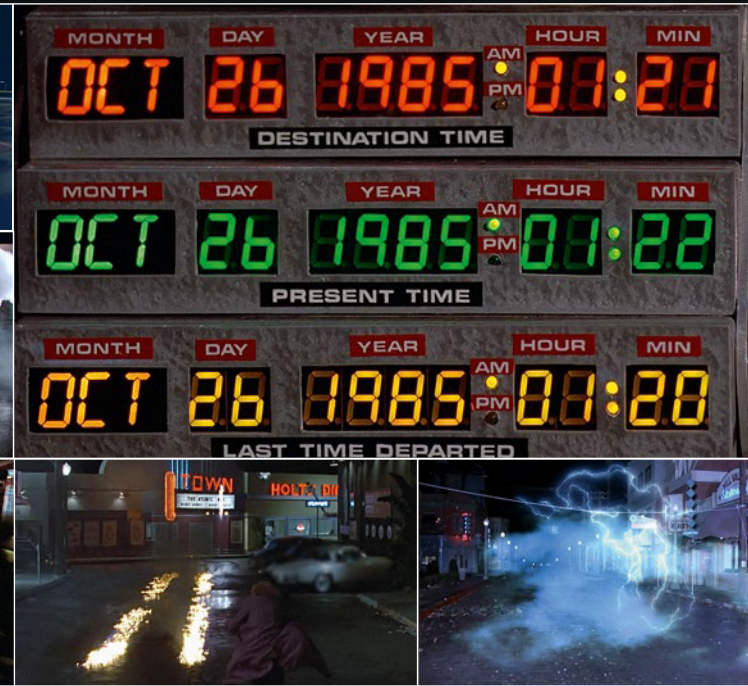 MONTH DAY YEAR AM HOUR MIN
OCT 26 1985 PM 01:21
DESTINATION TIME
MONTH DAY YEAR AM HOUR MIN
OCT 26 1985 PM 01:22
PRESENT TIME
MONTH DAY YEAR AM HOUR MIN
OCT 26 1985 PM 01:20
LAST TIME DEPARTED
TOWN
HOLT